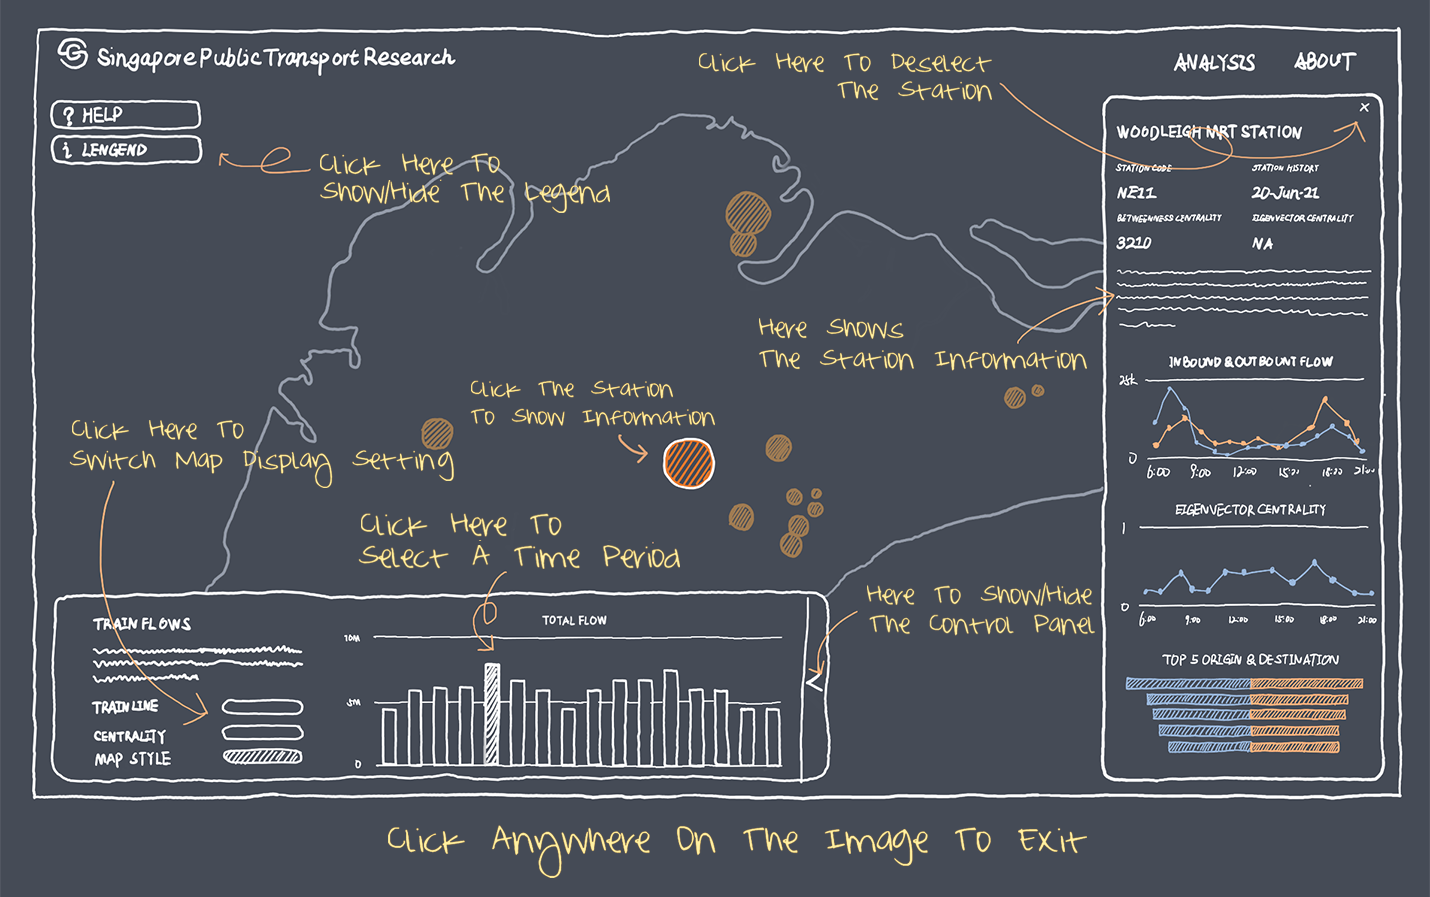 Singapore Public Transport Research
ANALYSIS
ABOUT
? HELP
i LENGEND
Click Here To
Show/Hide The Legend
Click Here To Deselect
The Station
×
WOODLEIGH MRT STATION
STATION CODE
STATION HISTORY
NE11
20-Jun-21
BETWEENNESS CENTRALITY
EIGENVECTOR CENTRALITY
3210
NA
Here Shows
The Station Information
Click The Station
To Show Information
Click Here To
Switch Map Display Setting
Click Here To
Select A Time Period
Here To Show/Hide
The Control Panel
INBOUND & OUTBOUNT FLOW
25k
0
6:00 9:00 12:00 15:00 18:00 21:00
EIGENVECTOR CENTRALITY
1
0
6:00 9:00 12:00 15:00 18:00 21:00
TOP 5 ORIGIN & DESTINATION
TRAIN FLOWS
TRAIN LINE
CENTRALITY
MAP STYLE
TOTAL FLOW
10M
5M
0
<
Click Anywhere On The Image To Exit